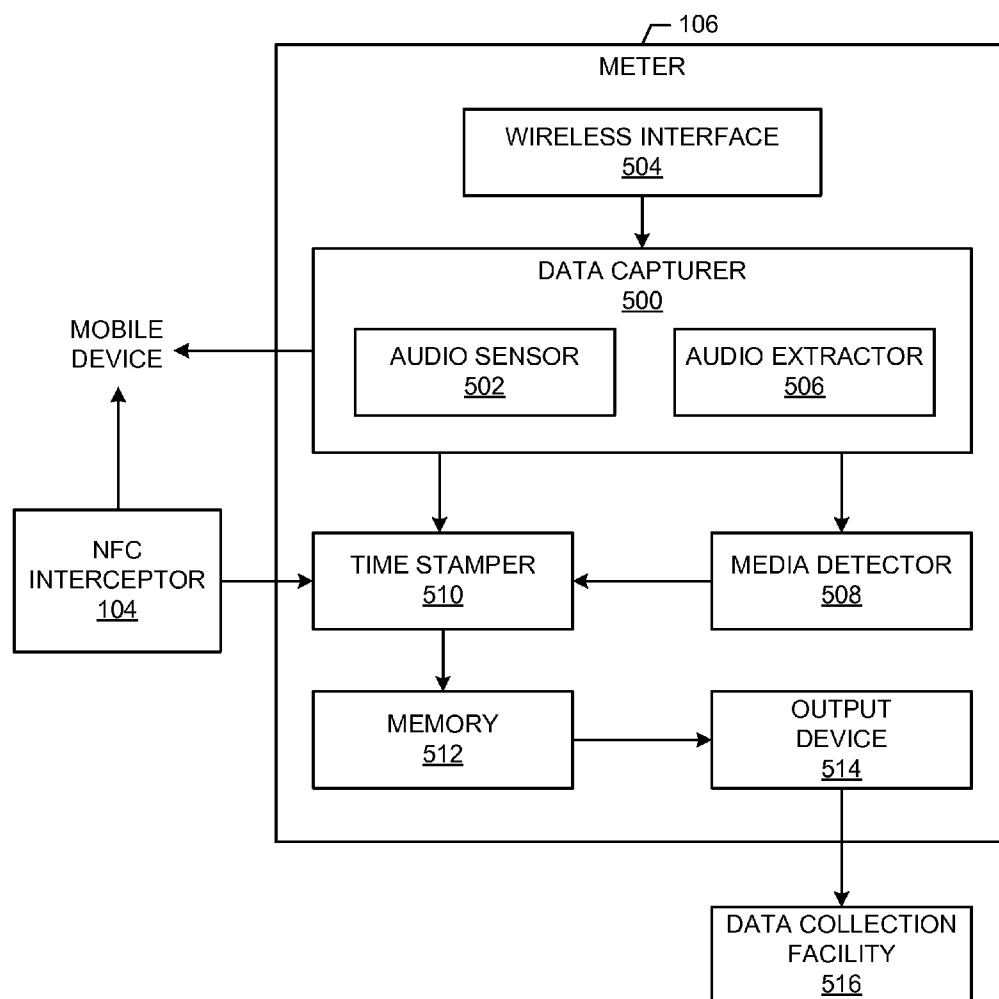 106
METER
WIRELESS INTERFACE
504
DATA CAPTURER
500
AUDIO SENSOR
502
AUDIO EXTRACTOR
506
MOBILE
DEVICE
NFC
INTERCEPTOR
104
TIME STAMPER
510
MEDIA DETECTOR
508
MEMORY
512
OUTPUT
DEVICE
514
DATA COLLECTION
FACILITY
516